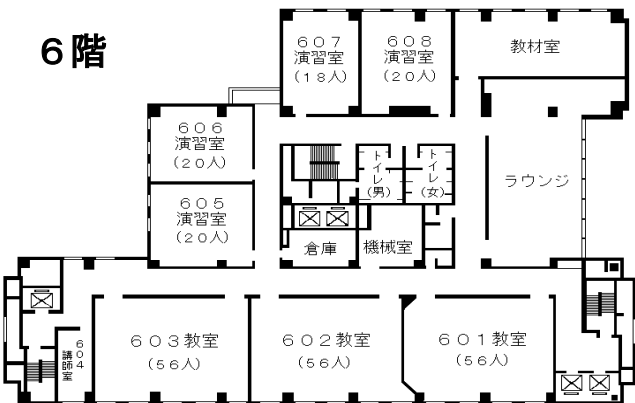 ６階
６０７
演習室
（１８人）
６０８
演習室
（２０人）
教材室
６０６
演習室
（２０人）
トイレ（男）
トイレ（女）
ラウンジ
６０５
演習室
（２０人）
倉庫
機械室
６０４
講師室
６０３教室
（５６人）
６０２教室
（５６人）
６０１教室
（５６人）